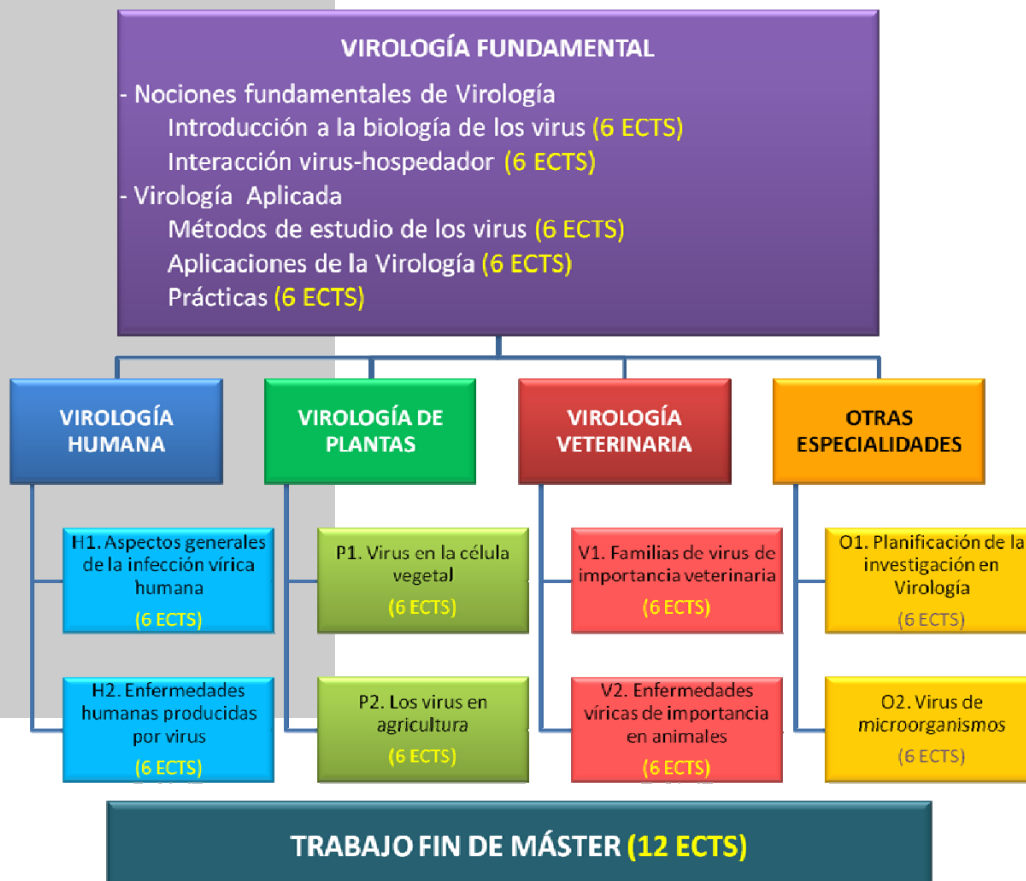 VIROLOGÍA FUNDAMENTAL
- Nociones fundamentales de Virología
Introducción a la biología de los virus (6 ECTS)
Interacción virus-hospedador (6 ECTS)
- Virología Aplicada
Métodos de estudio de los virus (6 ECTS)
Aplicaciones de la Virología (6 ECTS)
Prácticas (6 ECTS)
VIROLOGÍA
HUMANA
H1. Aspectos generales
de la infección vírica
humana
(6 ECTS)
H2. Enfermedades
humanas producidas
por virus
(6 ECTS)
VIROLOGÍA DE
PLANTAS
P1. Virus en la célula
vegetal
(6 ECTS)
P2. Los virus en
agricultura
(6 ECTS)
VIROLOGÍA
VETERINARIA
V1. Familias de virus de
importancia veterinaria
(6 ECTS)
V2. Enfermedades
víricas de importancia
en animales
(6 ECTS)
OTRAS
ESPECIALIDADES
O1. Planificación de la
investigación en
Virología
(6 ECTS)
O2. Virus de
microorganismos
(6 ECTS)
TRABAJO FIN DE MÁSTER (12 ECTS)